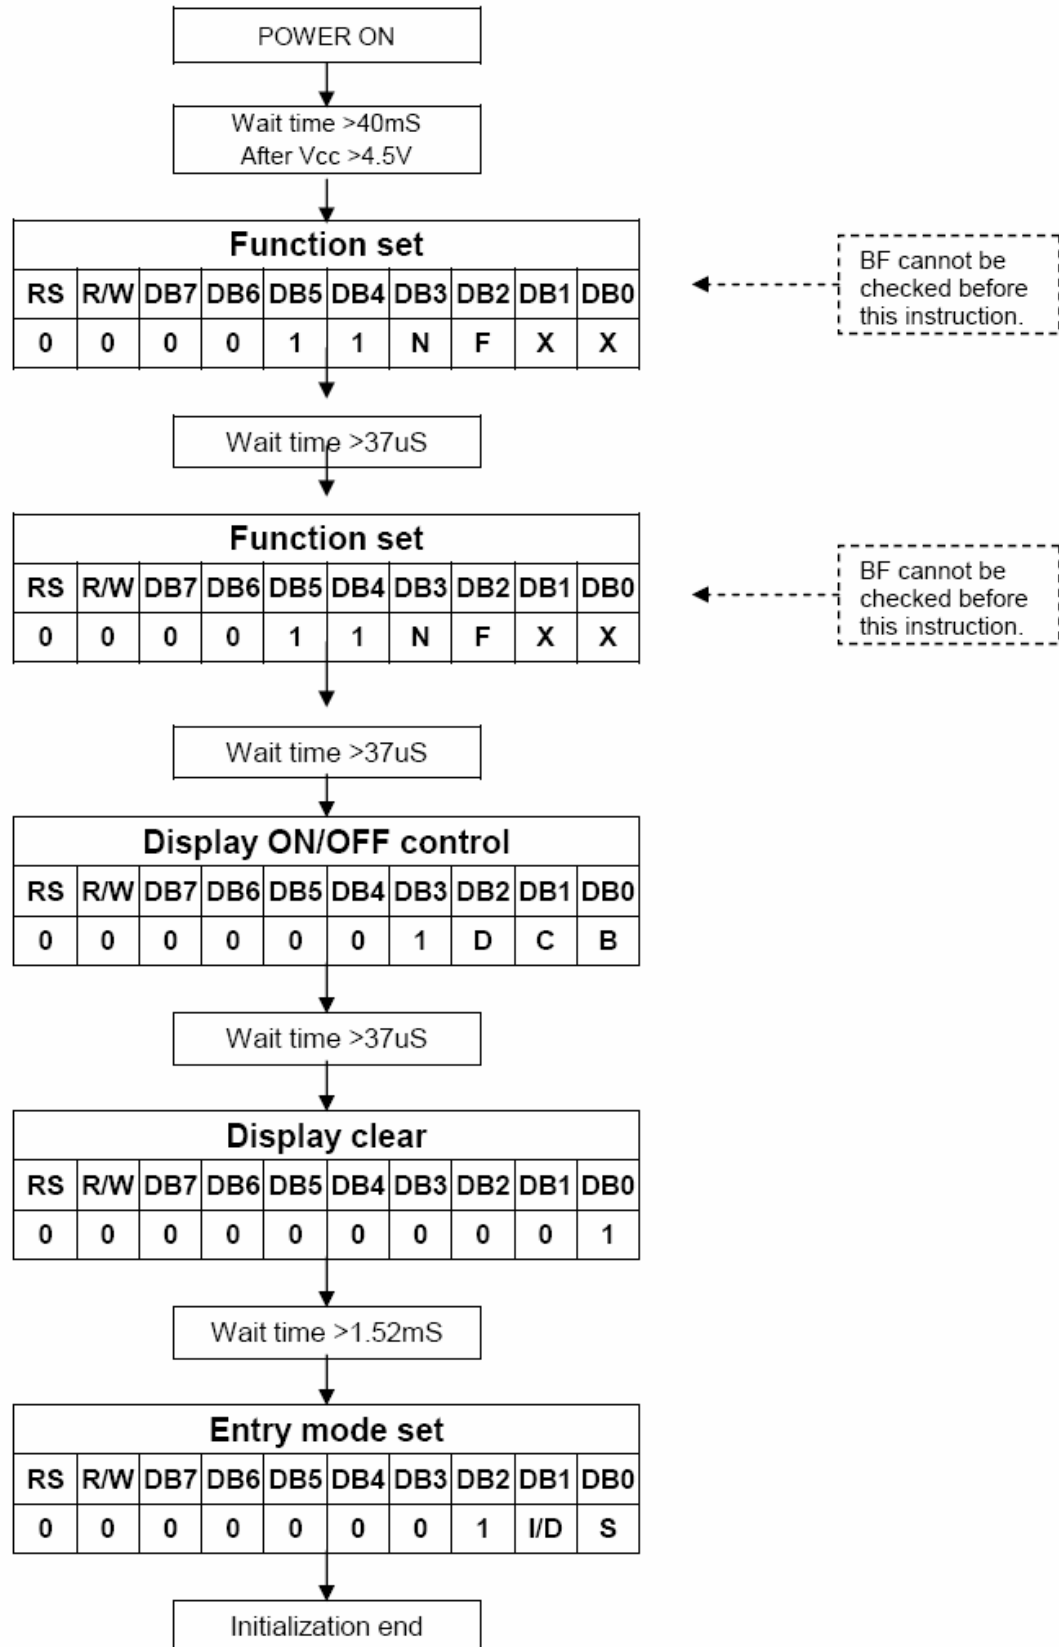 POWER ON
Wait time >40mS
After Vcc >4.5V
Function set
RS R/W DB7 DB6 DB5 DB4 DB3 DB2 DB1 DB0
0 0 0 0 1 1 N F X X
BF cannot be
checked before
this instruction.
Wait time >37uS
Function set
RS R/W DB7 DB6 DB5 DB4 DB3 DB2 DB1 DB0
0 0 0 0 1 1 N F X X
BF cannot be
checked before
this instruction.
Wait time >37uS
Display ON/OFF control
RS R/W DB7 DB6 DB5 DB4 DB3 DB2 DB1 DB0
0 0 0 0 0 0 1 D C B
Wait time >37uS
Display clear
RS R/W DB7 DB6 DB5 DB4 DB3 DB2 DB1 DB0
0 0 0 0 0 0 0 0 0 1
Wait time >1.52mS
Entry mode set
RS R/W DB7 DB6 DB5 DB4 DB3 DB2 DB1 DB0
0 0 0 0 0 0 0 1 I/D S
Initialization end